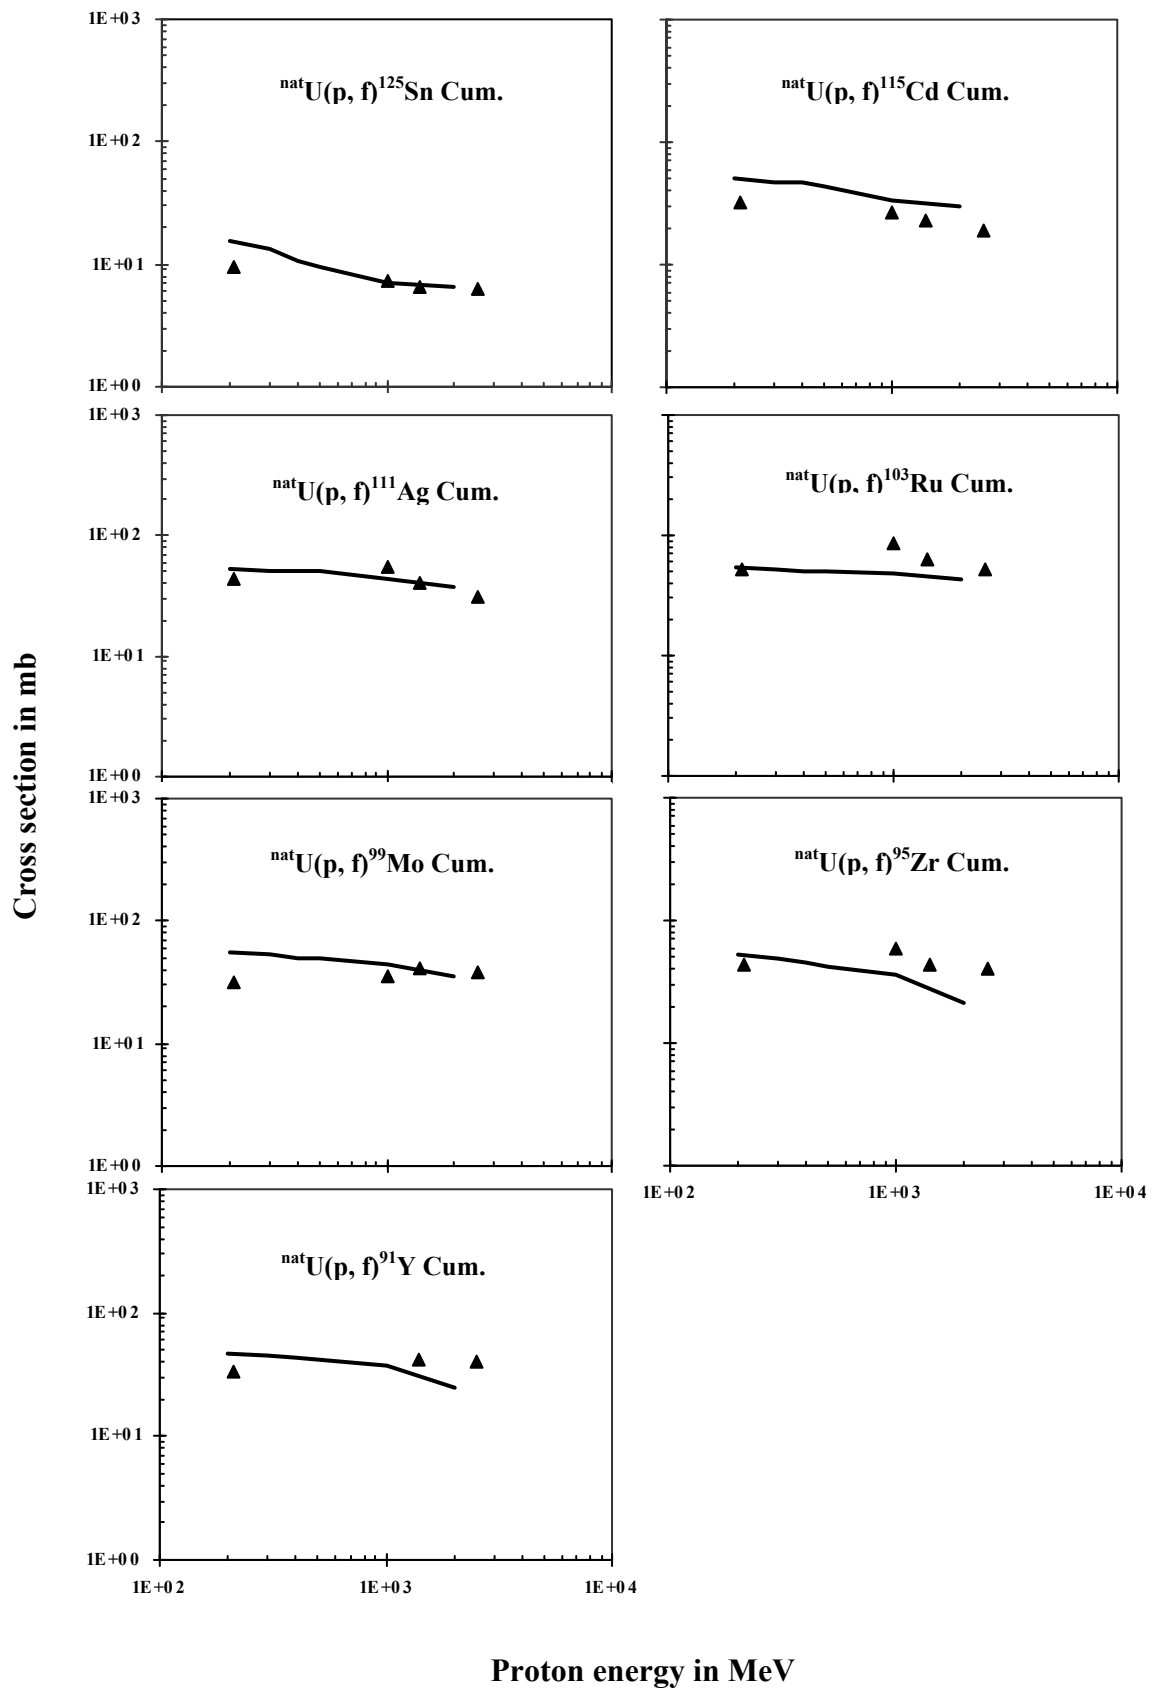 1E+03
natU(p, f)125Sn Cum.
1E+02
1E+01
1E+00
natU(p, f)115Cd Cum.
1E+03
natU(p, f)111Ag Cum.
1E+02
1E+01
1E+00
natU(p, f)103Ru Cum.
1E+03
natU(p, f)99Mo Cum.
1E+02
1E+01
1E+00
natU(p, f)95Zr Cum.
1E+02 1E+03 1E+04
1E+03
natU(p, f)91Y Cum.
1E+02
1E+01
1E+00
1E+02 1E+03 1E+04
Cross section in mb
Proton energy in MeV